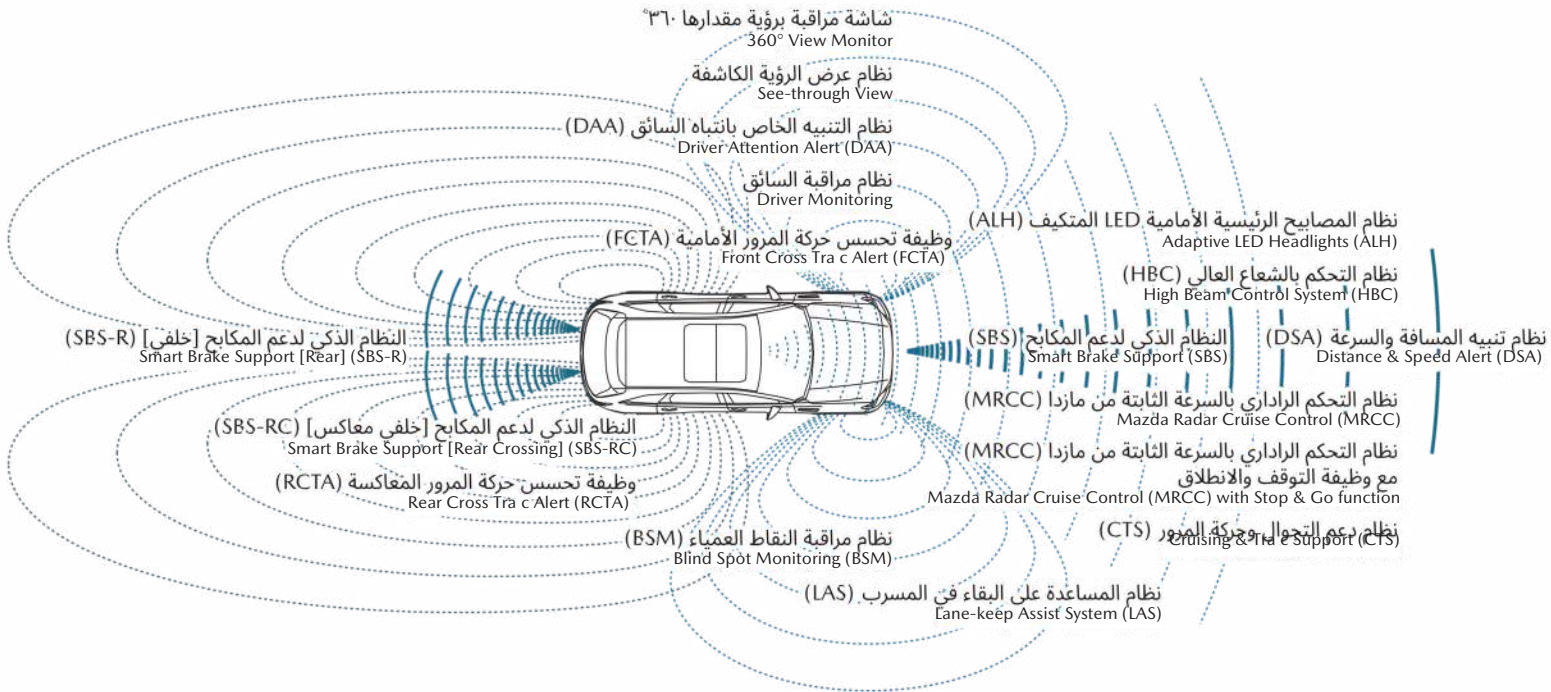 شاشة مراقبة برؤية مقدارها ٣٦٠°
360° View Monitor
نظام عرض الرؤية الكاشفة
See-through View
نظام التنبيه الخاص بانتباه السائق (DAA)
Driver Attention Alert (DAA)
نظام مراقبة السائق
Driver Monitoring
وظيفة تحسس حركة المرور الأمامية (FCTA)
Front Cross Tra c Alert (FCTA)
نظام المصابيح الرئيسية الأمامية LED المتكيف (ALH)
Adaptive LED Headlights (ALH)
نظام التحكم بالشعاع العالي (HBC)
High Beam Control System (HBC)
النظام الذكي لدعم المكابح [خلفي] (SBS-R)
Smart Brake Support [Rear] (SBS-R)
النظام الذكي لدعم المكابح (SBS)
Smart Brake Support (SBS)
نظام تنبيه المسافة والسرعة (DSA)
Distance & Speed Alert (DSA)
نظام التحكم الراداري بالسرعة الثابتة من مازدا (MRCC)
Mazda Radar Cruise Control (MRCC)
النظام الذكي لدعم المكابح [خلفي معاكس] (SBS-RC)
Smart Brake Support [Rear Crossing] (SBS-RC)
نظام التحكم الراداري بالسرعة الثابتة من مازدا (MRCC)
مع وظيفة التوقف والانطلاق
Mazda Radar Cruise Control (MRCC) with Stop & Go function
وظيفة تحسس حركة المرور المعاكسة (RCTA)
Rear Cross Tra c Alert (RCTA)
نظام دعم التجوال وحركة المرور (CTS)
Cruising & Tra c Support (CTS)
نظام مراقبة النقاط العمياء (BSM)
Blind Spot Monitoring (BSM)
نظام المساعدة على البقاء في المسرب (LAS)
Lane-keep Assist System (LAS)